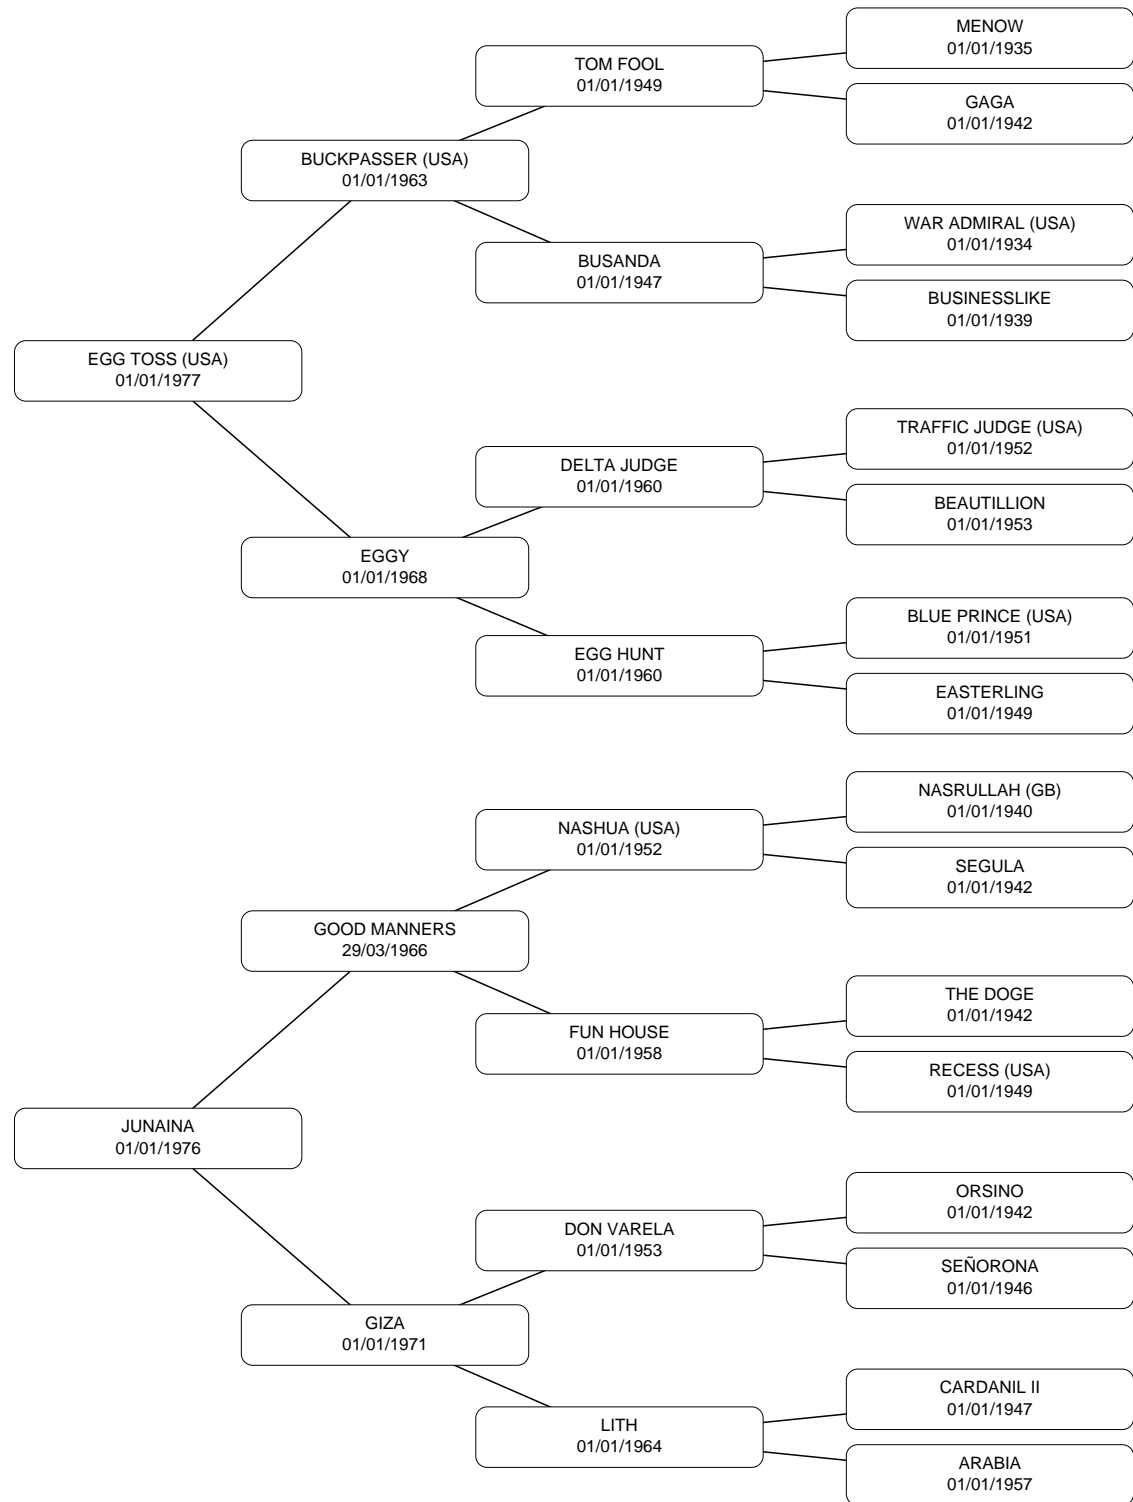 MENOW
01/01/1935
TOM FOOL
01/01/1949
GAGA
01/01/1942
BUCKPASSER (USA)
01/01/1963
WAR ADMIRAL (USA)
01/01/1934
BUSANDA
01/01/1947
BUSINESSLIKE
01/01/1939
EGG TOSS (USA)
01/01/1977
TRAFFIC JUDGE (USA)
01/01/1952
DELTA JUDGE
01/01/1960
BEAUTILLION
01/01/1953
EGGY
01/01/1968
BLUE PRINCE (USA)
01/01/1951
EGG HUNT
01/01/1960
EASTERLING
01/01/1949
NASRULLAH (GB)
01/01/1940
NASHUA (USA)
01/01/1952
SEGULA
01/01/1942
GOOD MANNERS
29/03/1966
THE DOGE
01/01/1942
FUN HOUSE
01/01/1958
RECESS (USA)
01/01/1949
JUNAINA
01/01/1976
ORSINO
01/01/1942
DON VARELA
01/01/1953
SEÑORONA
01/01/1946
GIZA
01/01/1971
CARDANIL II
01/01/1947
LITH
01/01/1964
ARABIA
01/01/1957